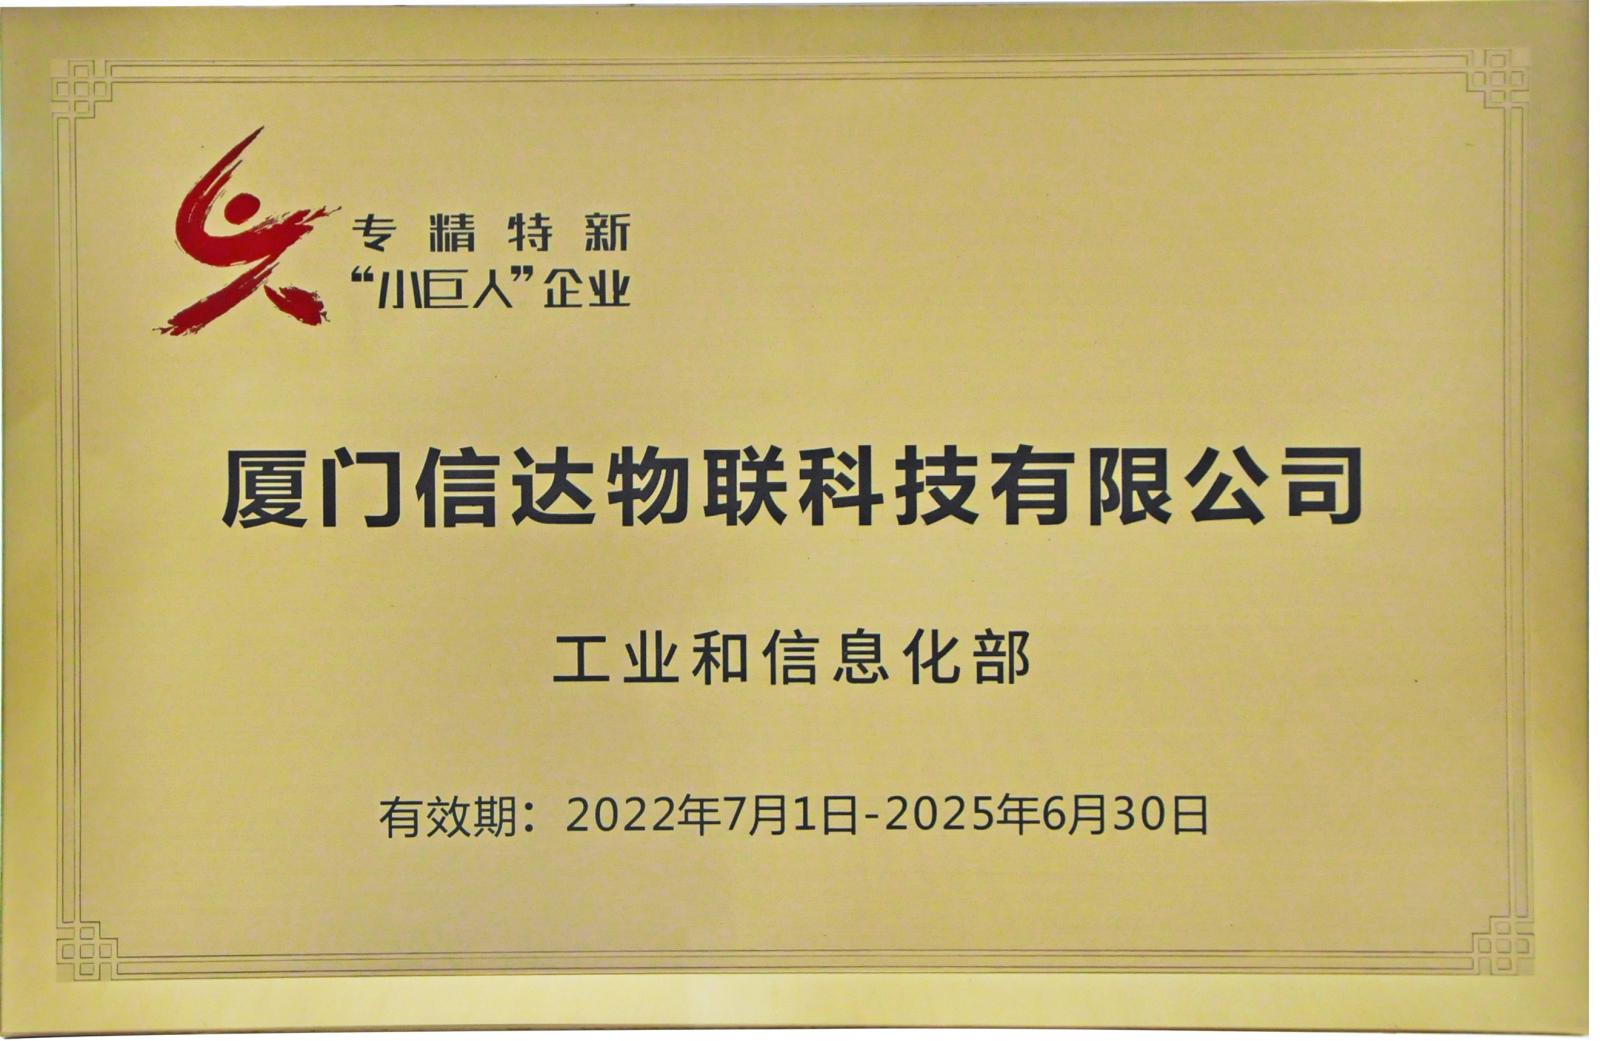 专精特新
“小巨人”企业
厦门信达物联科技有限公司
工业和信息化部
有效期：2022年7月1日-2025年6月30日